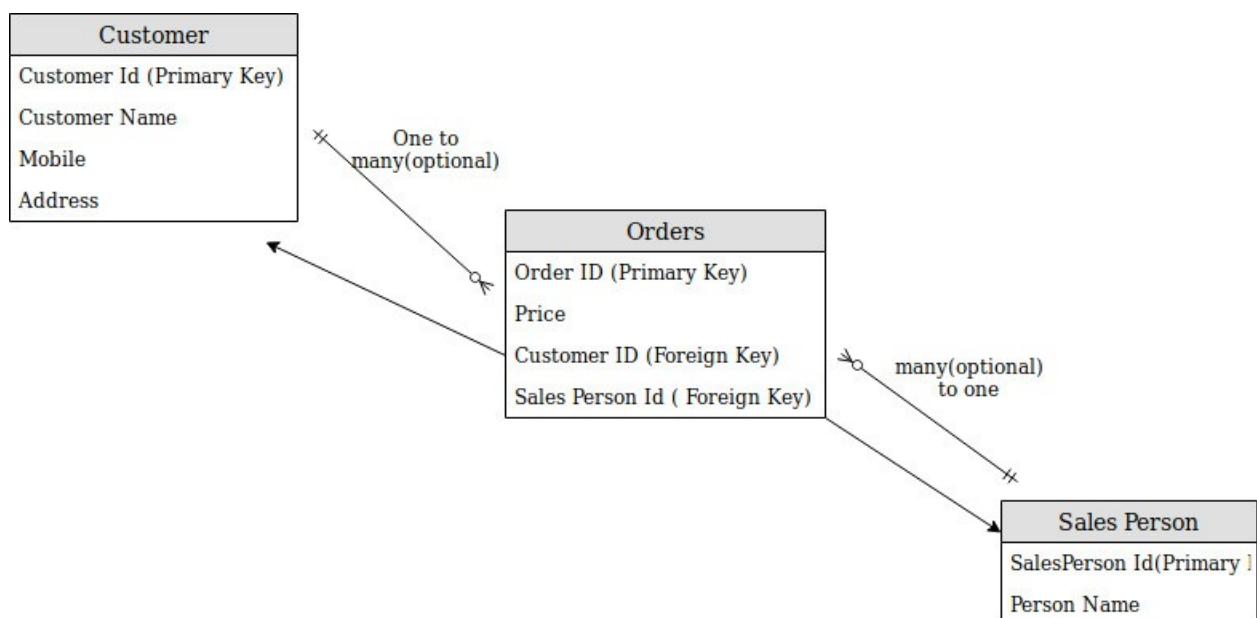 Customer
Customer Id (Primary Key)
Customer Name
Mobile
Address
One to
many(optional)
Orders
Order ID (Primary Key)
Price
Customer ID (Foreign Key)
Sales Person Id ( Foreign Key)
many(optional)
to one
Sales Person
SalesPerson Id(Primary
Person Name